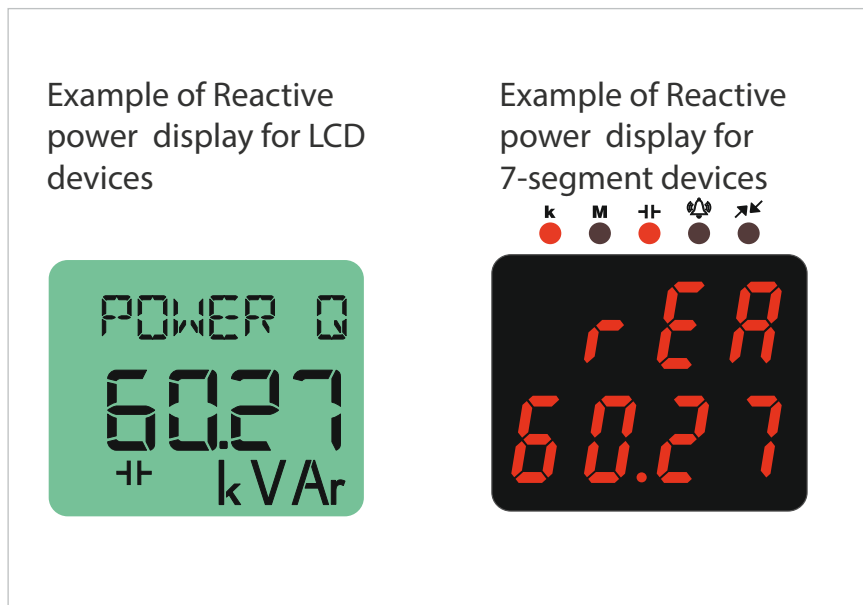 Example of Reactive
power display for LCD
devices
POWER Q
60.27
kVAr
Example of Reactive
power display for
7-segment devices
k M
rEA
60.27